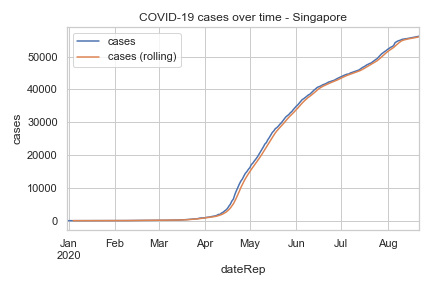 COVID-19 cases over time - Singapore
cases
cases (rolling)
50000
40000
30000
20000
10000
0
cases
Jan Feb Mar Apr May Jun Jul Aug
2020
dateRep